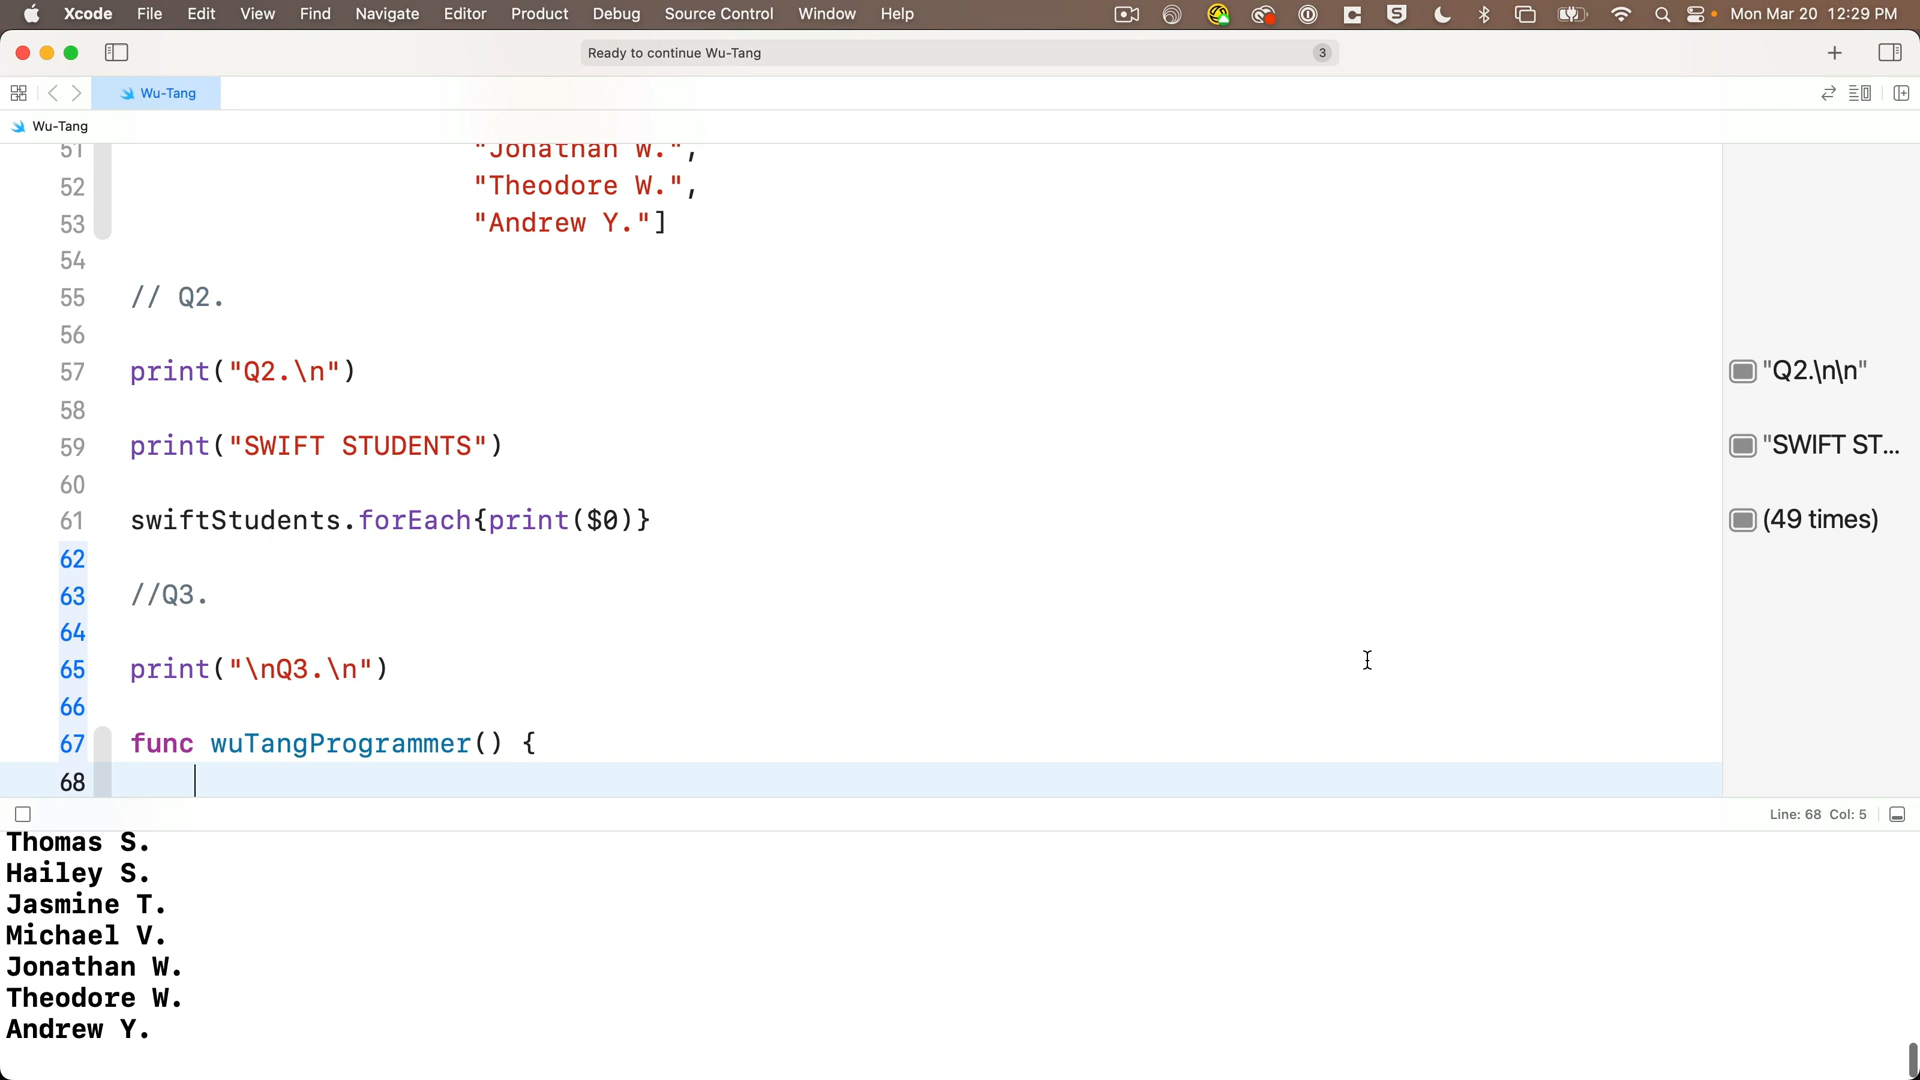 Xcode File Edit View Find Navigate Editor Product Debug Source Control Window Help Mon Mar 20 12:29 PM
Ready to continue Wu-Tang 3
Wu-Tang
Wu-Tang
51 "Jonathan W.",
52 "Theodore W.",
53 "Andrew Y."]
54
55 // Q2.
56
57 print("Q2.\n") "Q2.\n\n"
58
59 print("SWIFT STUDENTS") "SWIFT ST...
60
61 swiftStudents.forEach{print($0)} (49 times)
62
63 //Q3.
64
65 print("\nQ3.\n")
66
67 func wuTangProgrammer() {
68
Line: 68 Col: 5
Thomas S.
Hailey S.
Jasmine T.
Michael V.
Jonathan W.
Theodore W.
Andrew Y.